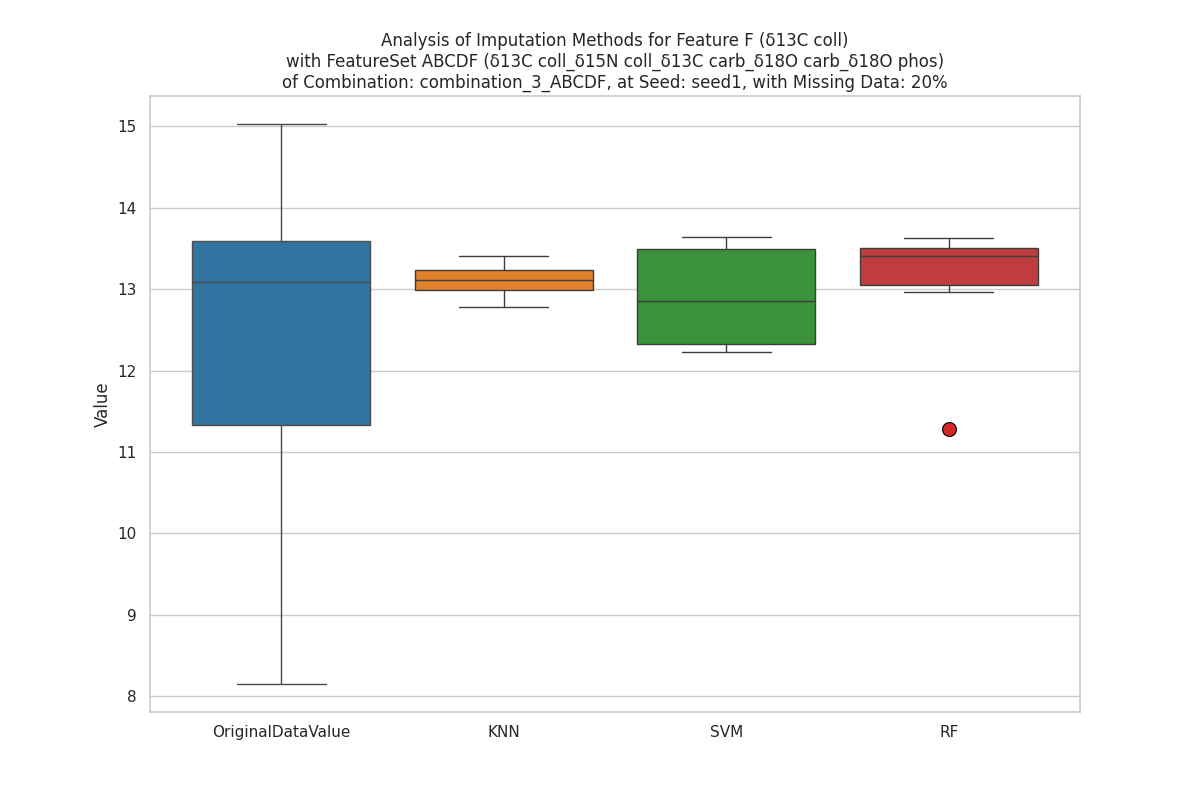 Analysis of Imputation Methods for Feature F (δ13C coll)
with FeatureSet ABCDF (δ13C coll_δ15N coll_δ13C carb_δ18O carb_δ18O phos)
of Combination: combination_3_ABCDF, at Seed: seed1, with Missing Data: 20%
15
14
13
12
11
10
9
8
Value
OriginalDataValue
KNN
SVM
RF